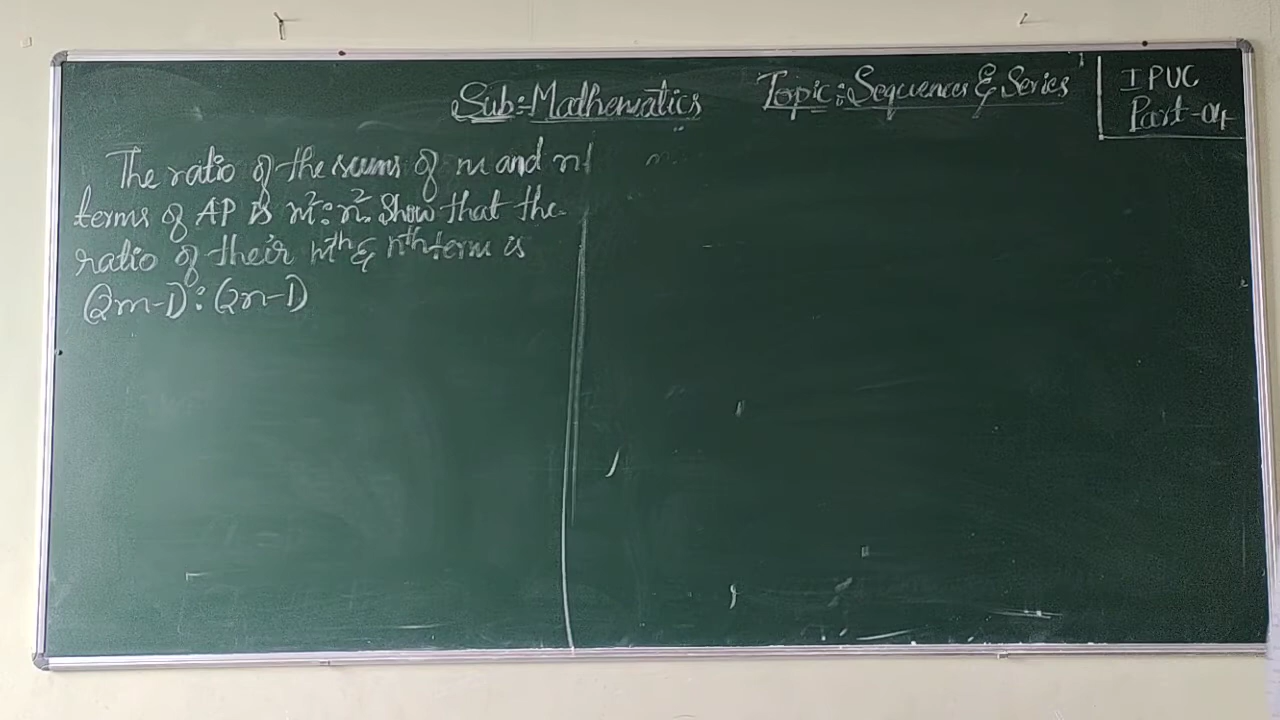 Sub:- Mathematics Topic:- Sequences & Series
I PUC
Part-04
The ratio of the sums of m and n
terms of AP is m²:n². Show that the
ratio of their mth & nth term is
(2m-1):(2n-1)